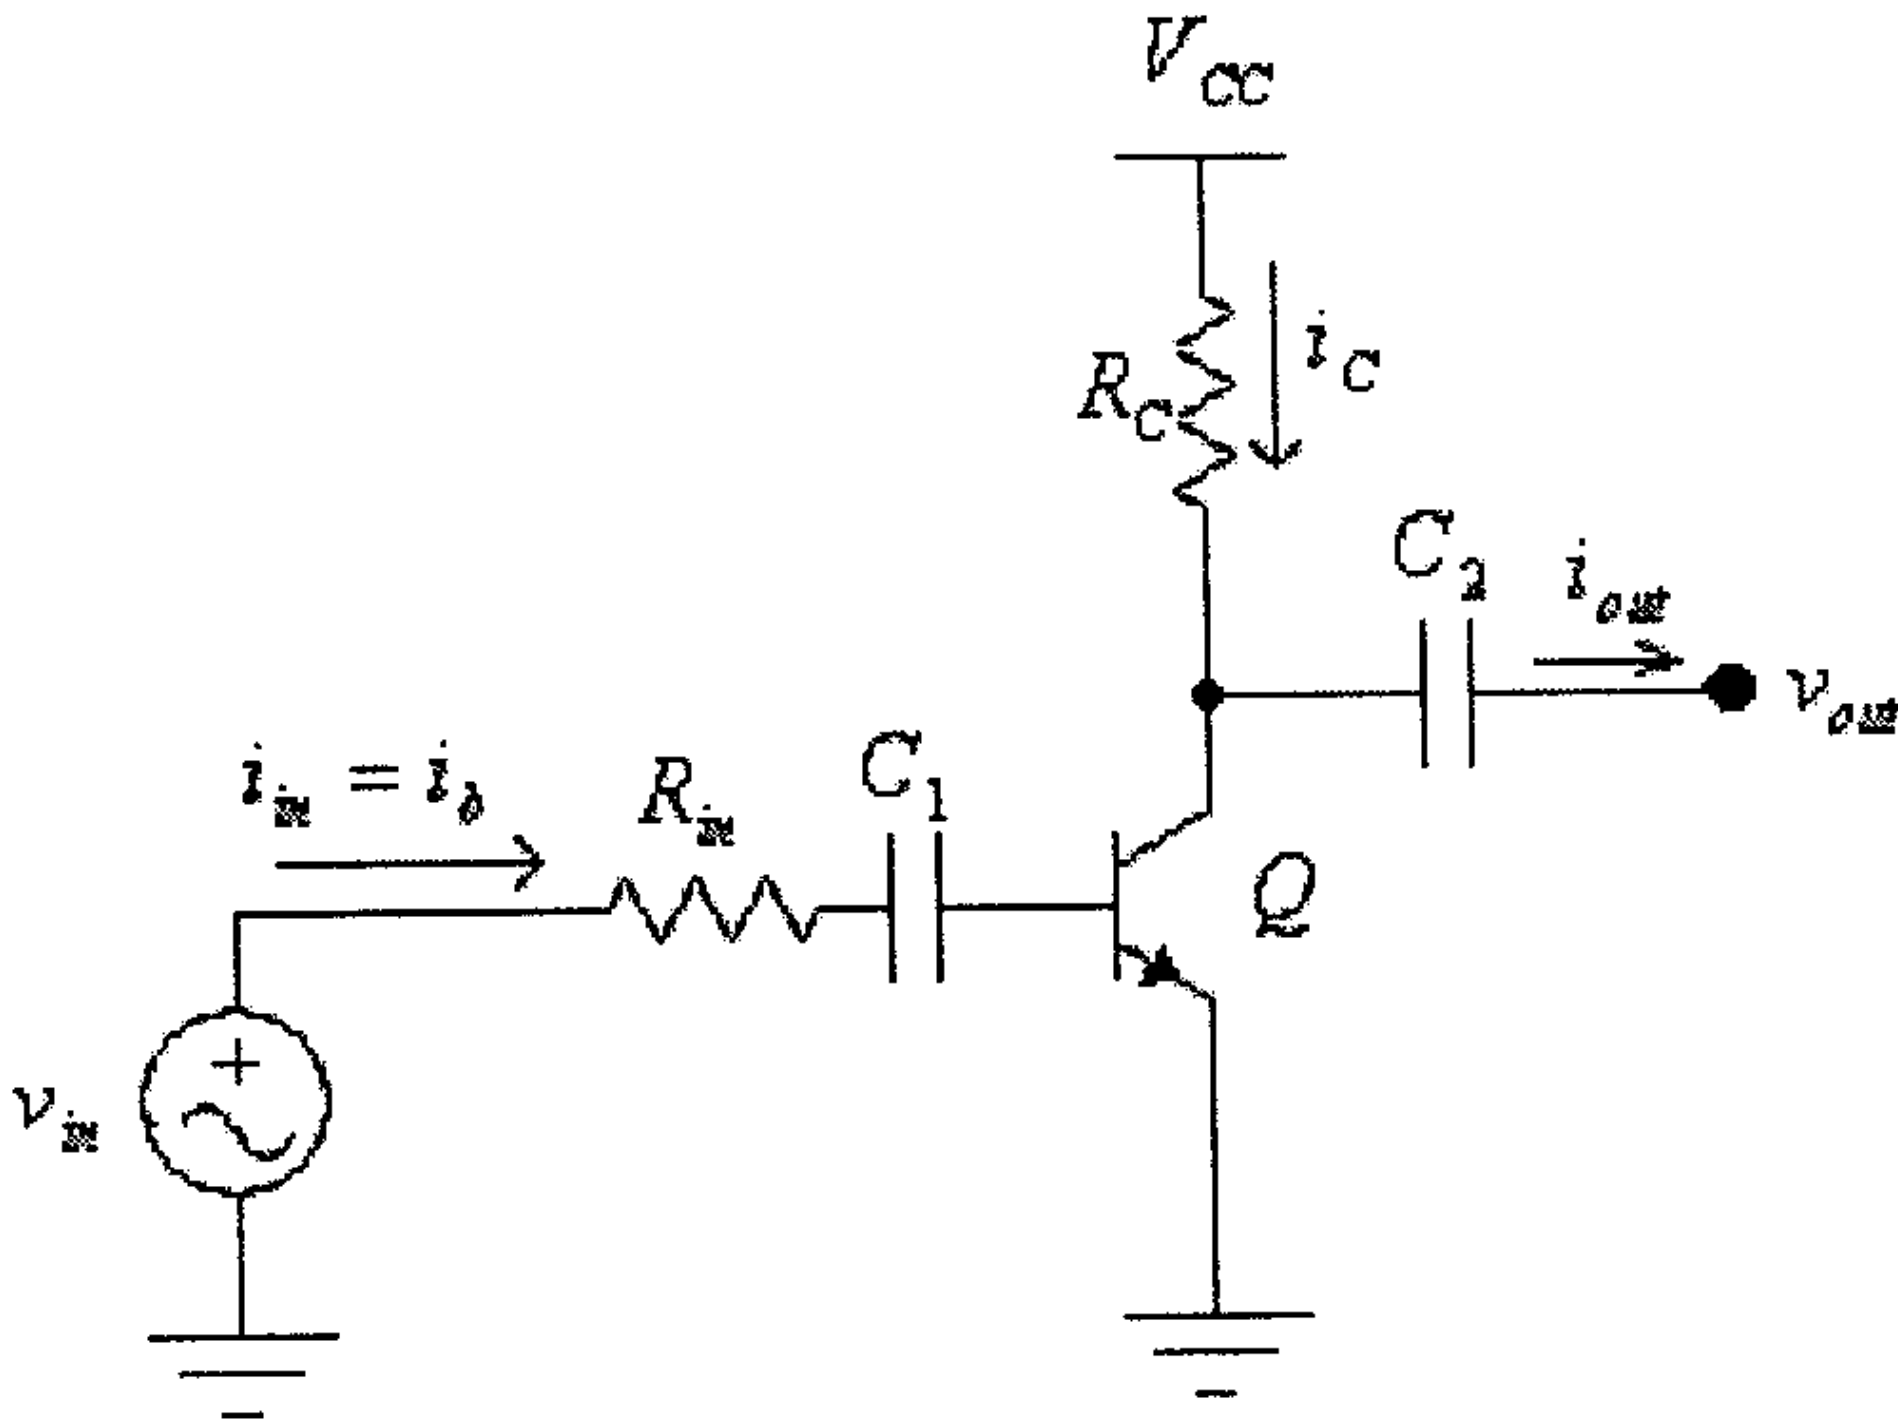 V_CC
R_C
i_C
C_2
i_out
v_out
i_in = i_b
R_in
C_1
Q
+
v_in